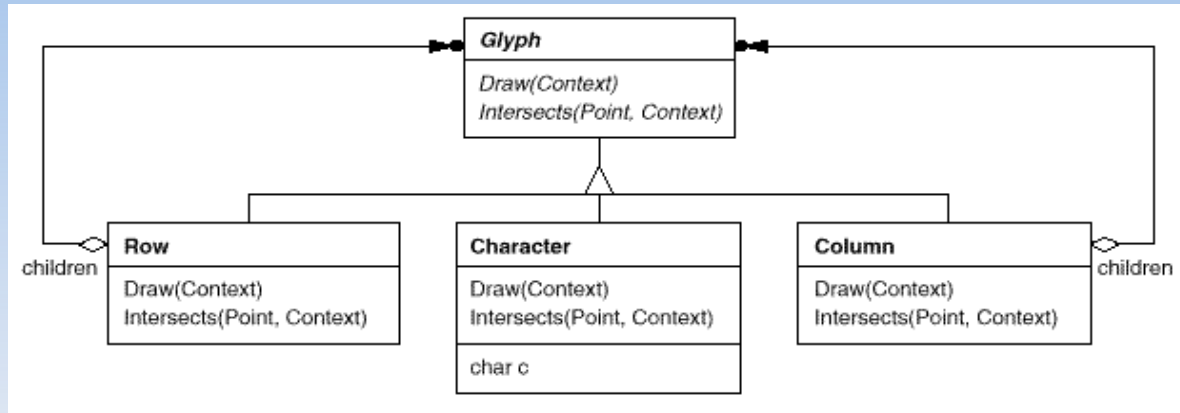 Glyph
Draw(Context)
Intersects(Point, Context)
children
Row
Draw(Context)
Intersects(Point, Context)
Character
Draw(Context)
Intersects(Point, Context)
char c
Column
Draw(Context)
Intersects(Point, Context)
children